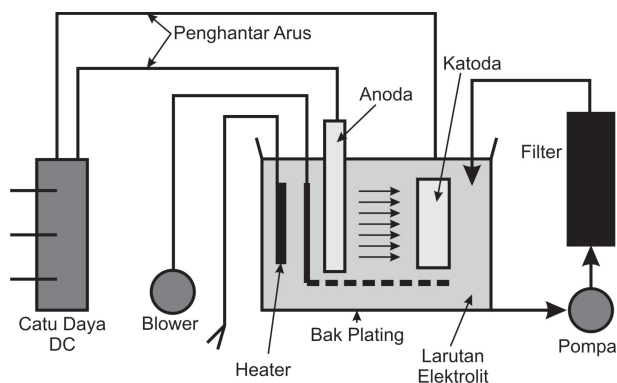 Penghantar Arus
Katoda
Anoda
Filter
Catu Daya
DC
Blower
Bak Plating
Heater
Larutan
Elektrolit
Pompa